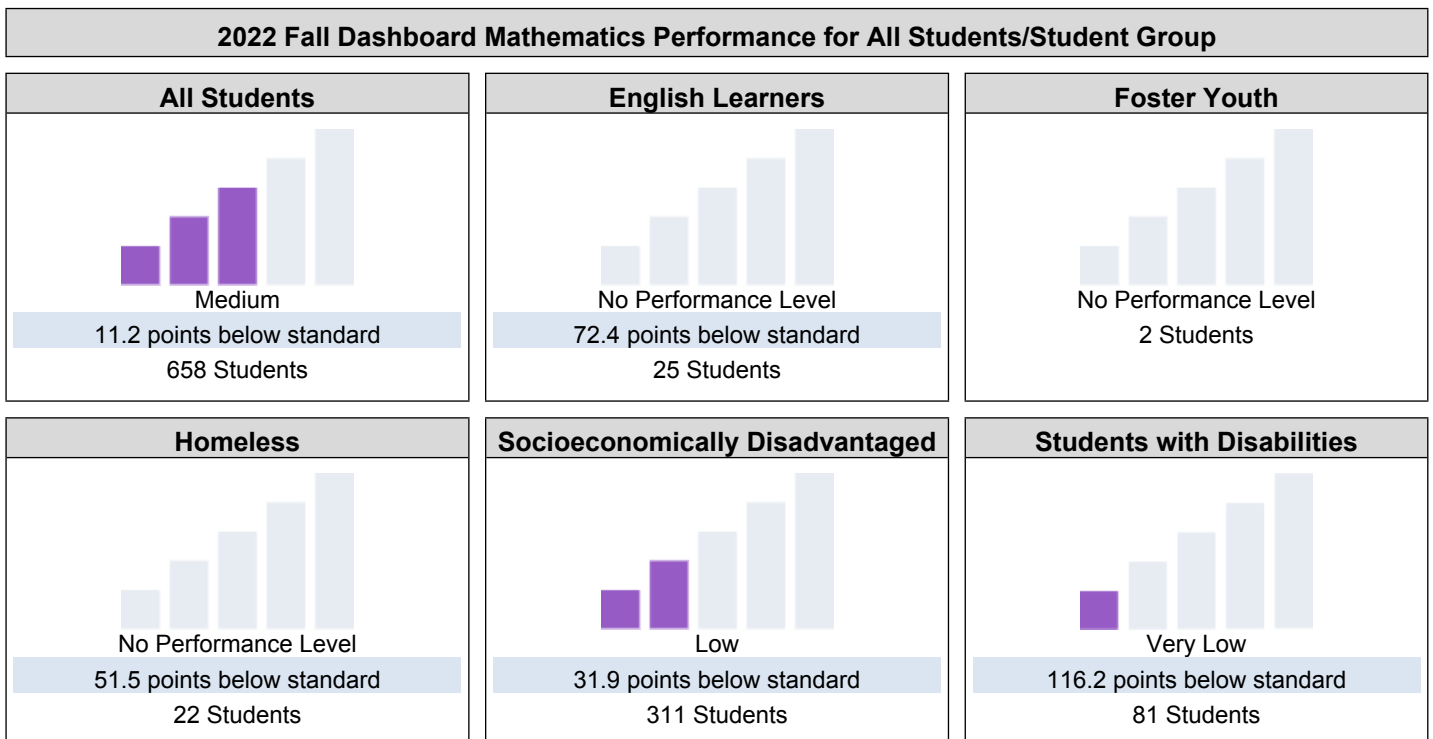 2022 Fall Dashboard Mathematics Performance for All Students/Student Group
All Students
Medium
11.2 points below standard
658 Students
English Learners
No Performance Level
72.4 points below standard
25 Students
Foster Youth
No Performance Level
2 Students
Homeless
No Performance Level
51.5 points below standard
22 Students
Socioeconomically Disadvantaged
Low
31.9 points below standard
311 Students
Students with Disabilities
Very Low
116.2 points below standard
81 Students